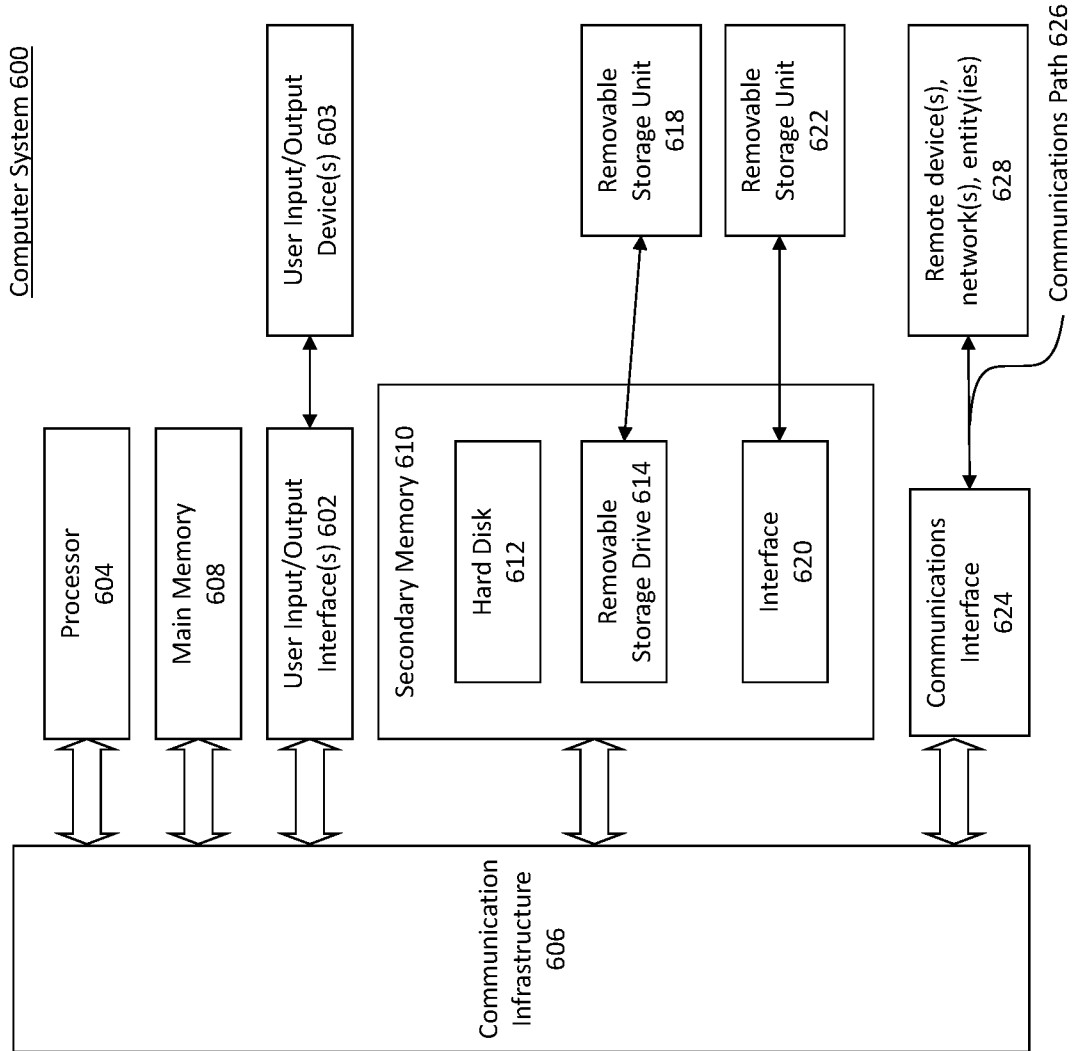 Computer System 600
Processor
604
Main Memory
608
User Input/Output
Interface(s) 602
User Input/Output
Device(s) 603
Communication
Infrastructure
606
Secondary Memory 610
Hard Disk
612
Removable
Storage Drive 614
Interface
620
Removable
Storage Unit
618
Removable
Storage Unit
622
Communications
Interface
624
Remote device(s),
network(s), entity(ies)
628
Communications Path 626